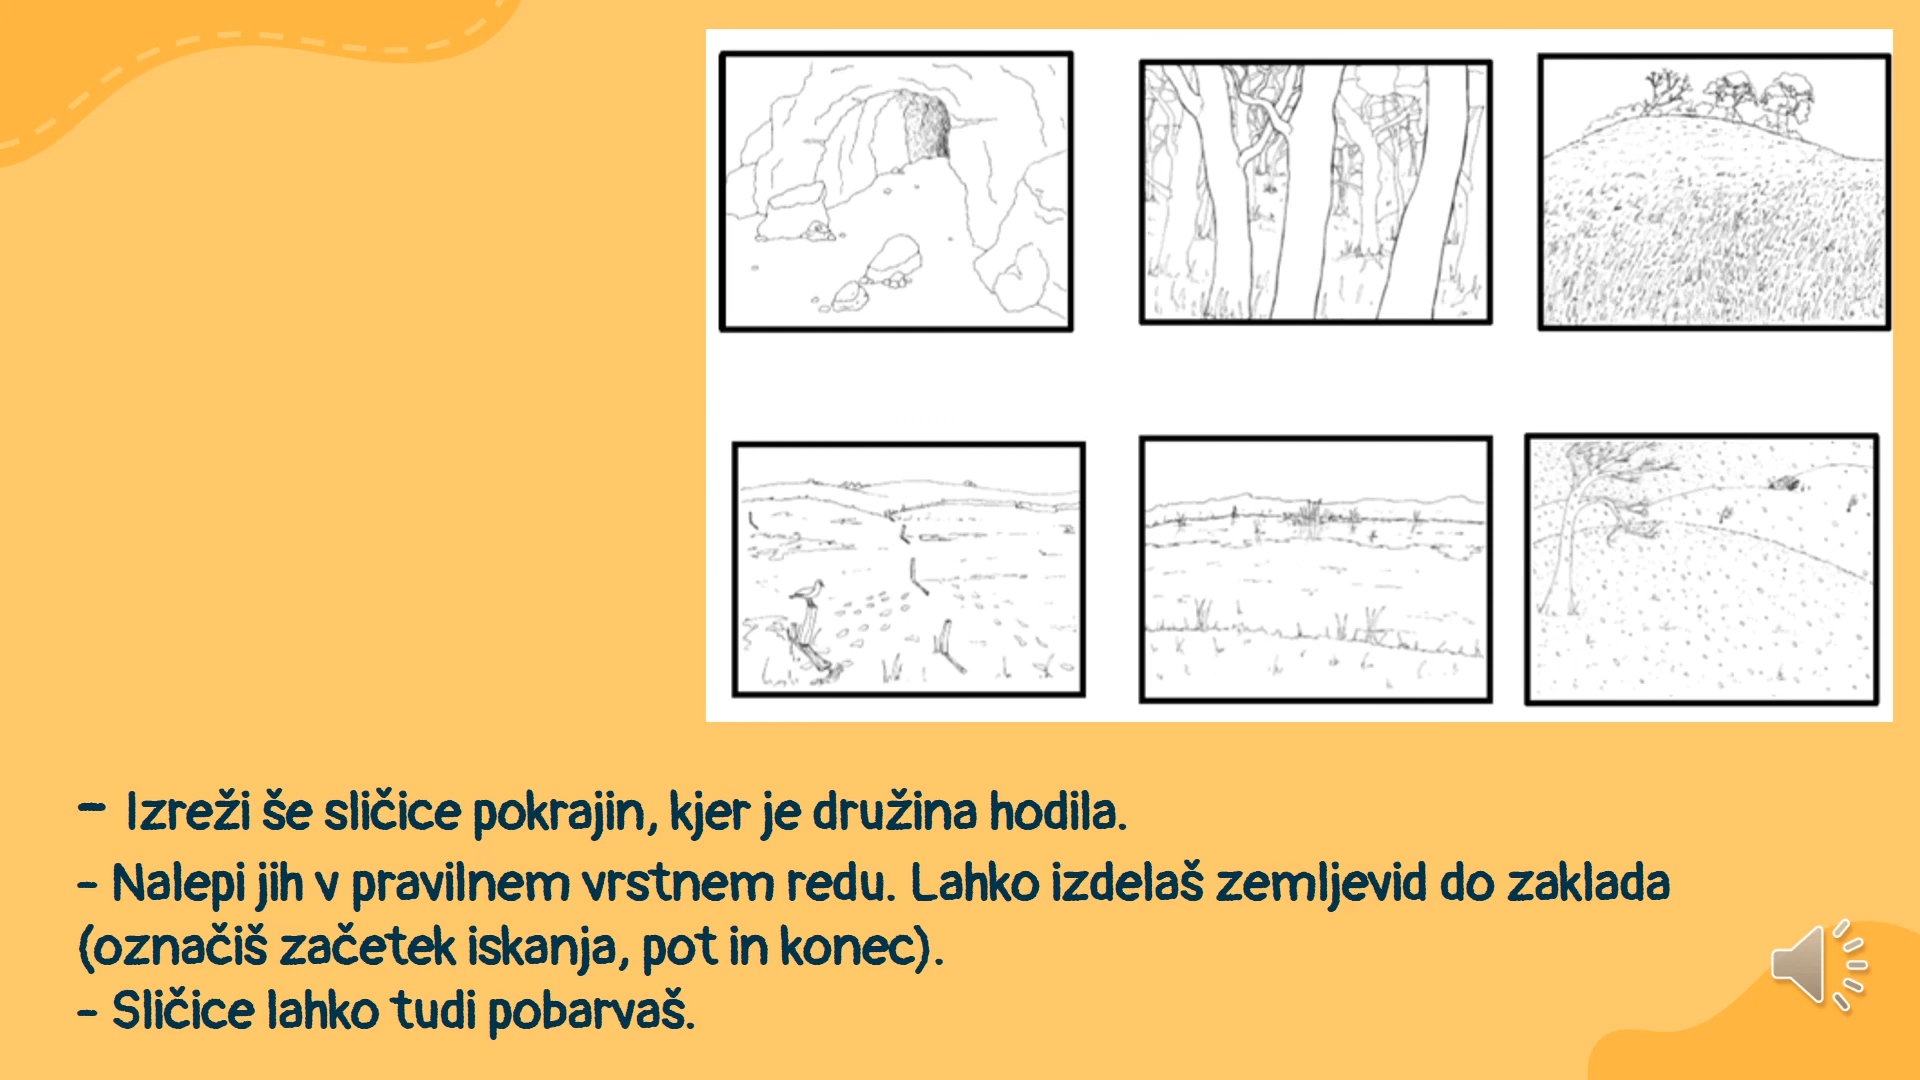 - Izreži še sličice pokrajin, kjer je družina hodila.
- Nalepi jih v pravilnem vrstnem redu. Lahko izdelaš zemljevid do zaklada
(označiš začetek iskanja, pot in konec).
- Sličice lahko tudi pobarvaš.